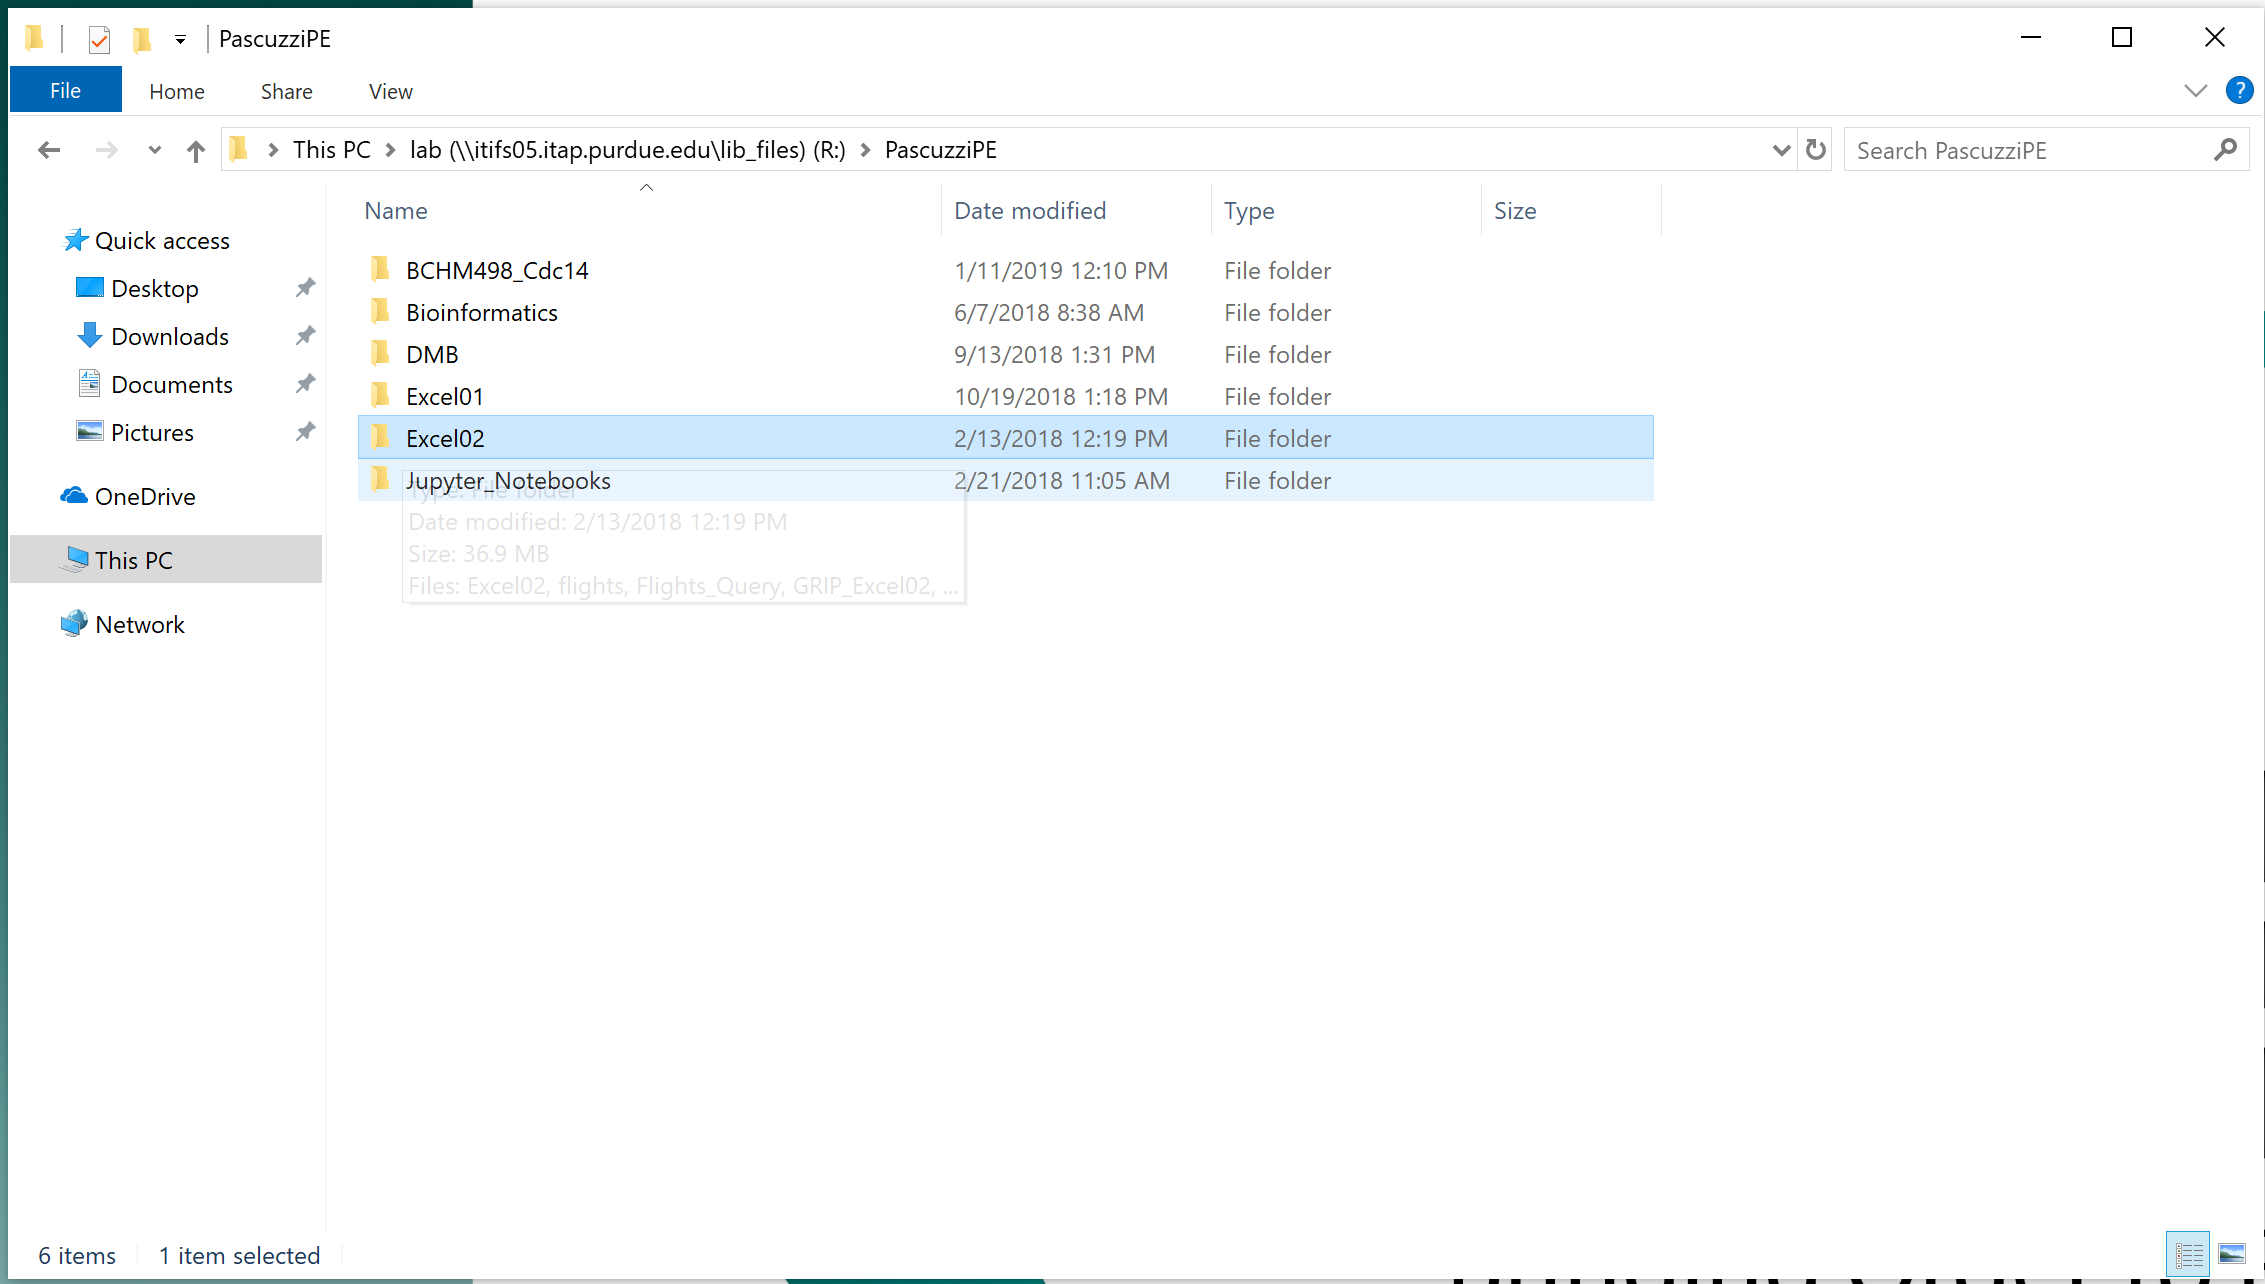 PascuzziPE
File Home Share View
This PC lab (\\itifs05.itap.purdue.edu\lib_files) (R:) PascuzziPE
Search PascuzziPE
Name Date modified Type Size
Quick access
Desktop
Downloads
Documents
Pictures
OneDrive
This PC
Network
BCHM498_Cdc14 1/11/2019 12:10 PM File folder
Bioinformatics 6/7/2018 8:38 AM File folder
DMB 9/13/2018 1:31 PM File folder
Excel01 10/19/2018 1:18 PM File folder
Excel02 2/13/2018 12:19 PM File folder
Jupyter_Notebooks 2/21/2018 11:05 AM File folder
Type: File folder
Date modified: 2/13/2018 12:19 PM
Size: 36.9 MB
Files: Excel02, flights, Flights_Query, GRIP_Excel02, ...
6 items 1 item selected